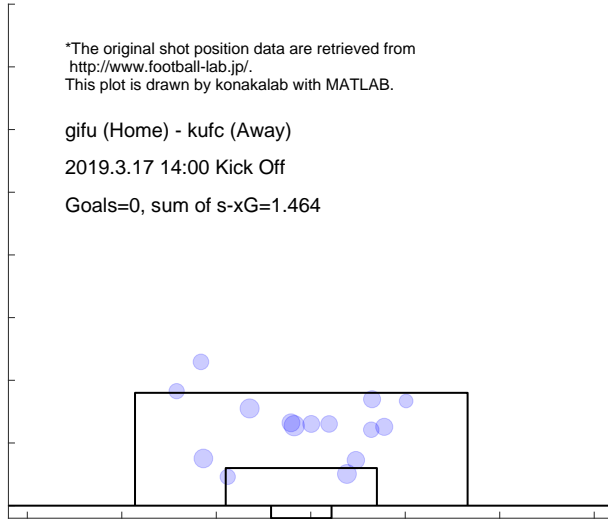 *The original shot position data are retrieved from
http://www.football-lab.jp/.
This plot is drawn by konakalab with MATLAB.
gifu (Home) - kufc (Away)
2019.3.17 14:00 Kick Off
Goals=0, sum of s-xG=1.464